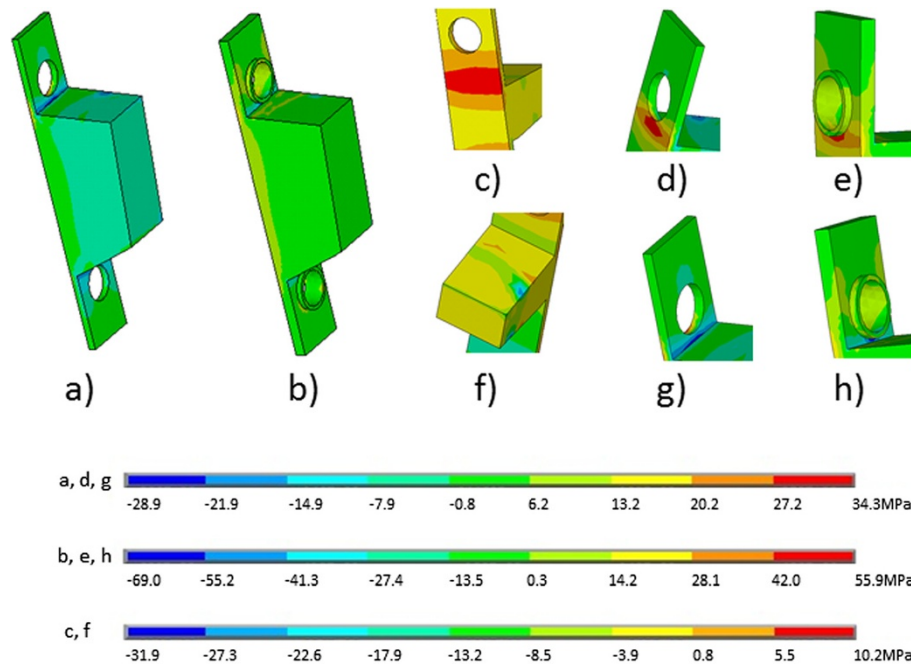 c) d) e)
a) b) f) g) h)
a, d, g
-28.9 -21.9 -14.9 -7.9 -0.8 6.2 13.2 20.2 27.2 34.3MPa
b, e, h
-69.0 -55.2 -41.3 -27.4 -13.5 0.3 14.2 28.1 42.0 55.9MPa
c, f
-31.9 -27.3 -22.6 -17.9 -13.2 -8.5 -3.9 0.8 5.5 10.2MPa